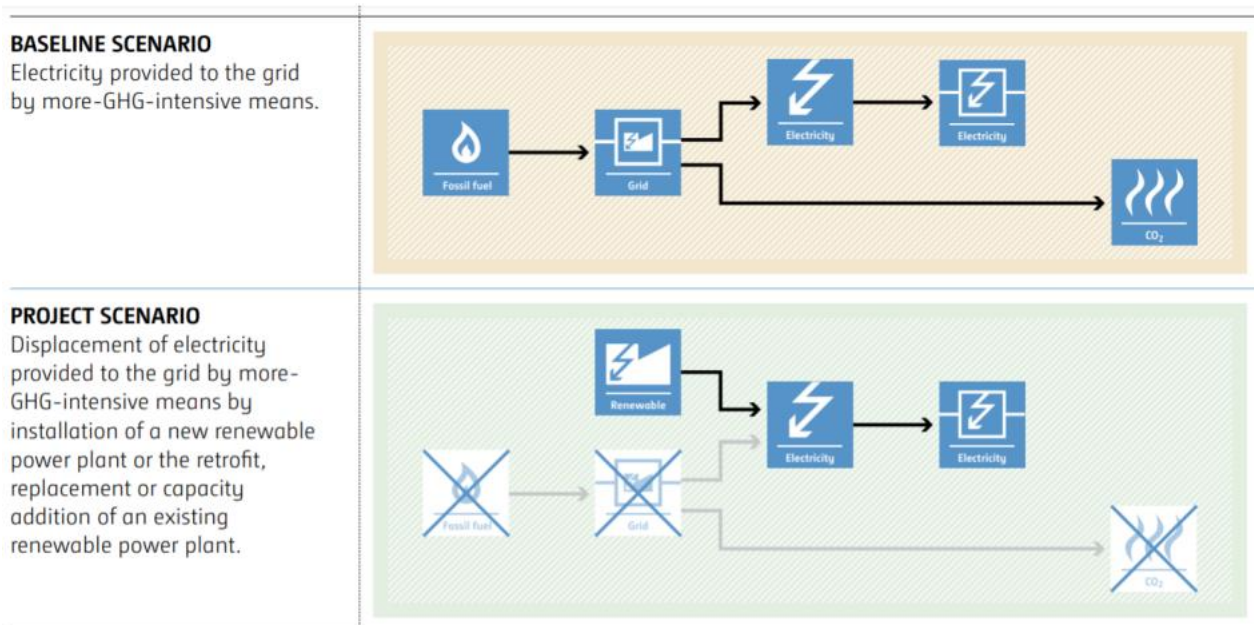 BASELINE SCENARIO
Electricity provided to the grid
by more-GHG-intensive means.
Fossil fuel
Grid
Electricity
Electricity
CO₂
PROJECT SCENARIO
Displacement of electricity
provided to the grid by more-
GHG-intensive means by
installation of a new renewable
power plant or the retrofit,
replacement or capacity
addition of an existing
renewable power plant.
Renewable
Electricity
Electricity
Fossil fuel
Grid
CO₂